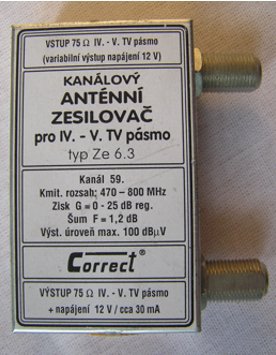 VSTUP 75 Ω IV. - V. TV pásmo
(variabilní výstup napájení 12 V)
KANÁLOVÝ
ANTÉNNÍ
ZESILOVAČ
pro IV. - V. TV pásmo
typ Ze 6.3
Kanál 59.
Kmit. rozsab; 470 – 800 MHz
Zisk G = 0 - 25 dB reg.
Šum F = 1,2 dB
Výst. úroveň max. 100 dBµV
Correct®
VÝSTUP 75 Ω IV. - V. TV pásmo
+ napájení 12 V / cca 30 mA